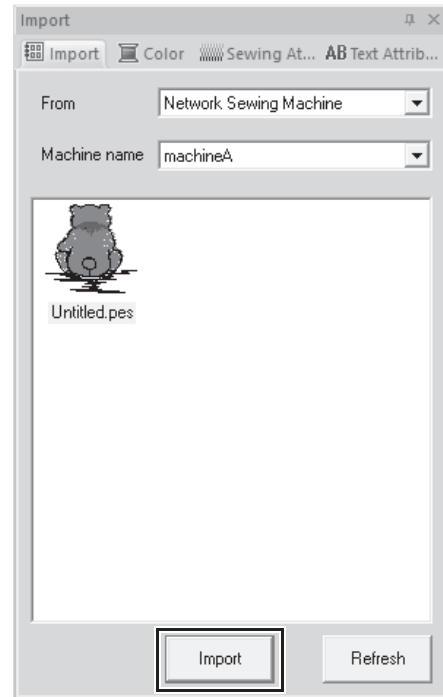 Import
Import Color Sewing At... AB Text Attrib...
From Network Sewing Machine
Machine name machineA
Untitled.pes
Import Refresh